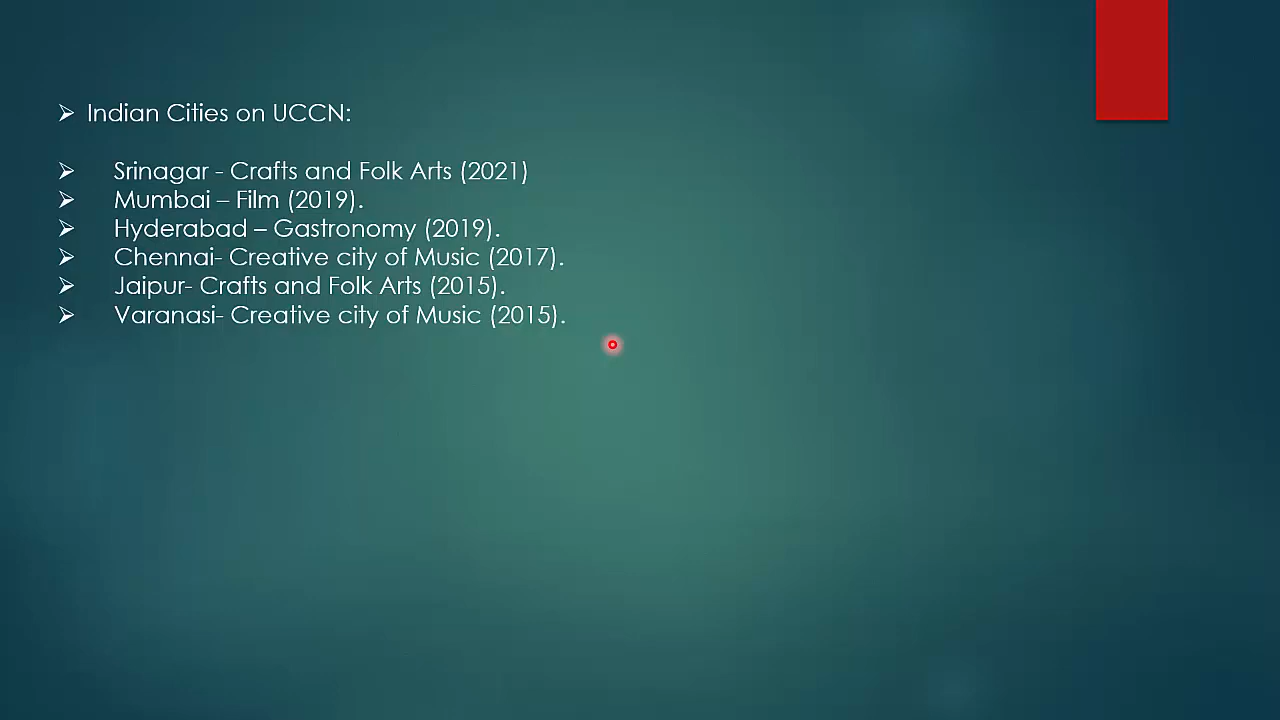 ➢ Indian Cities on UCCN:
➢ Srinagar - Crafts and Folk Arts (2021)
➢ Mumbai – Film (2019).
➢ Hyderabad – Gastronomy (2019).
➢ Chennai- Creative city of Music (2017).
➢ Jaipur- Crafts and Folk Arts (2015).
➢ Varanasi- Creative city of Music (2015).